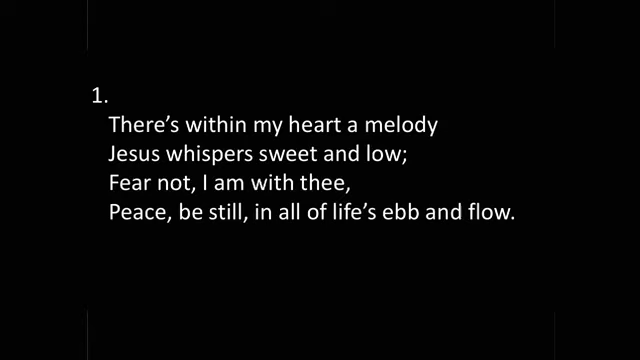 1.
There’s within my heart a melody
Jesus whispers sweet and low;
Fear not, I am with thee,
Peace, be still, in all of life’s ebb and flow.